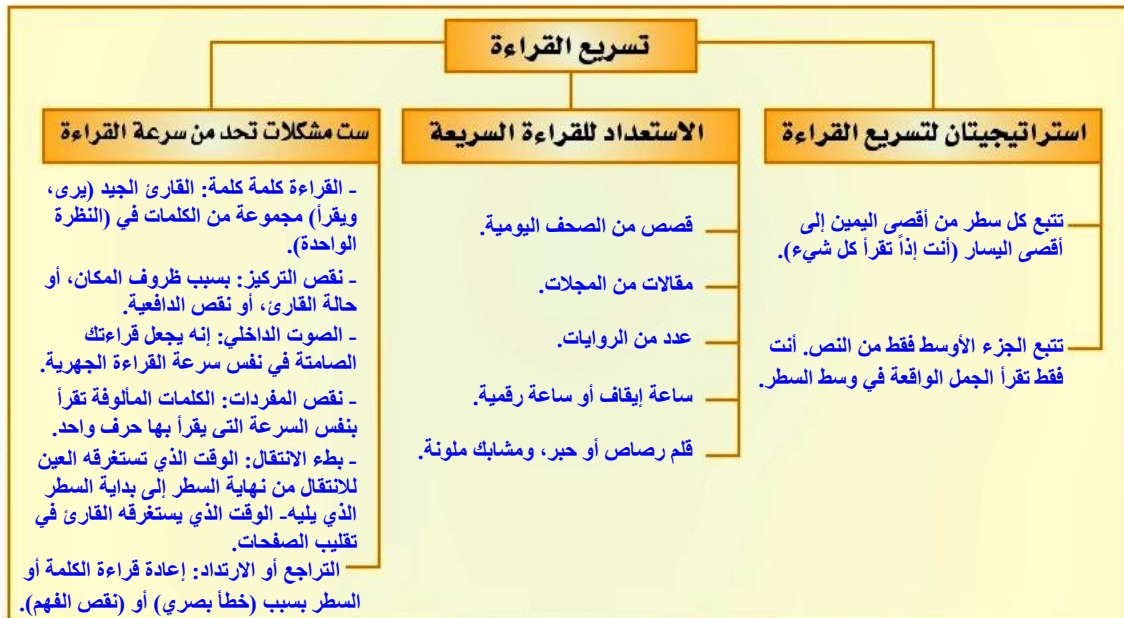 تسريع القراءة
استراتيجيتان لتسريع القراءة
تتبع كل سطر من أقصى اليمين إلى
أقصى اليسار (أنت إذاً تقرأ كل شيء).
تتبع الجزء الأوسط فقط من النص. أنت
فقط تقرأ الجمل الواقعة في وسط السطر.
الاستعداد للقراءة السريعة
قصص من الصحف اليومية.
مقالات من المجلات.
عدد من الروايات.
ساعة إيقاف أو ساعة رقمية.
قلم رصاص أو حبر، ومشابك ملونة.
ست مشكلات تحد من سرعة القراءة
- القراءة كلمة كلمة: القارئ الجيد (يرى،
ويقرأ) مجموعة من الكلمات في (النظرة
الواحدة).
- نقص التركيز: بسبب ظروف المكان، أو
حالة القارئ، أو نقص الدافعية.
- الصوت الداخلي: إنه يجعل قراءتك
الصامتة في نفس سرعة القراءة الجهرية.
- نقص المفردات: الكلمات المألوفة تقرأ
بنفس السرعة التى يقرأ بها حرف واحد.
- بطء الانتقال: الوقت الذي تستغرقه العين
للانتقال من نهاية السطر إلى بداية السطر
الذي يليه- الوقت الذي يستغرقه القارئ في
تقليب الصفحات.
- التراجع أو الارتداد: إعادة قراءة الكلمة أو
السطر بسبب (خطأ بصري) أو (نقص الفهم).